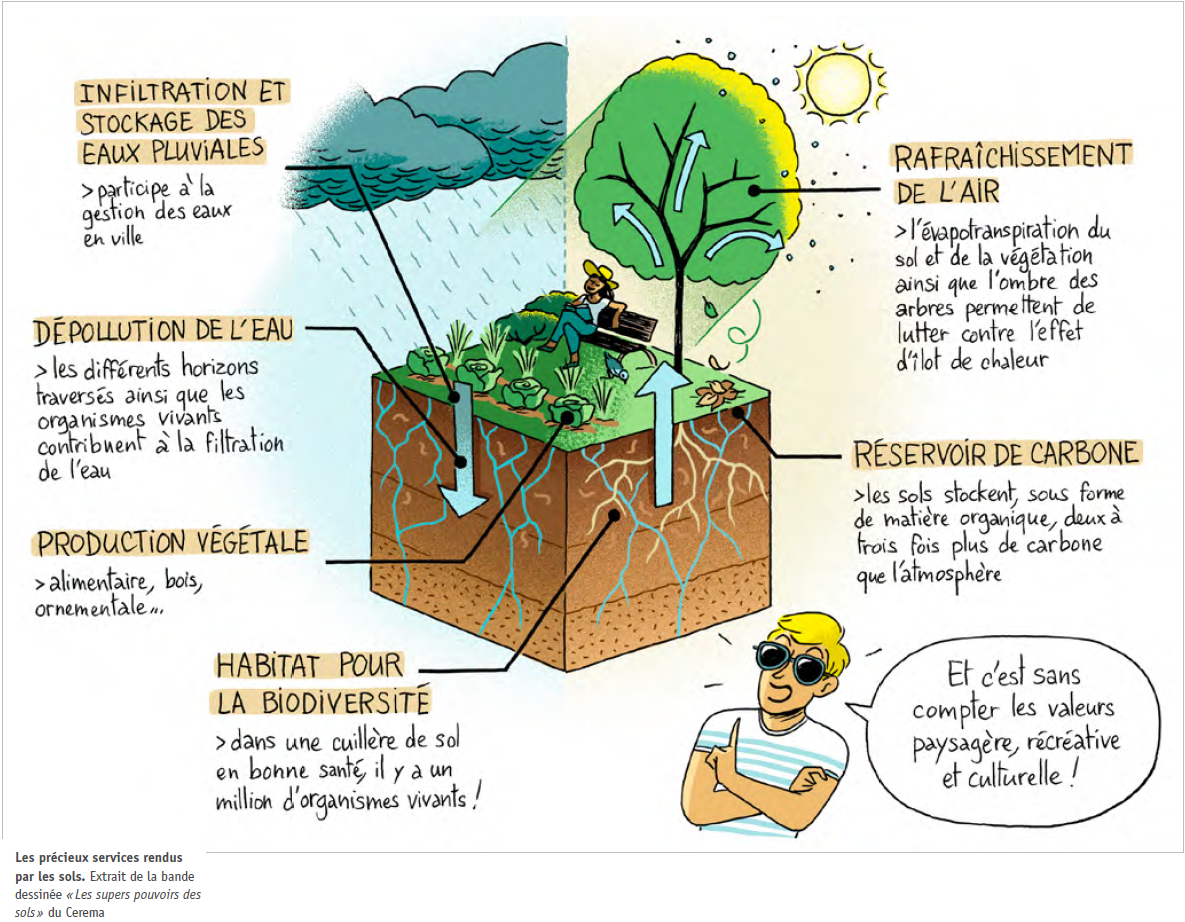 INFILTRATION ET
STOCKAGE DES
EAUX PLUVIALES
> participe à la
gestion des eaux
en ville
DÉPOLLUTION DE L'EAU
> les différents horizons
traversés ainsi que les
organismes vivants
contribuent à la filtration
de l'eau
PRODUCTION VÉGÉTALE
> alimentaire, bois,
ornementale...
HABITAT POUR
LA BIODIVERSITÉ
> dans une cuillère de sol
en bonne santé, il y a un
million d'organismes vivants !
RAFRAÎCHISSEMENT
DE L'AIR
> l'évapotranspiration du
sol et de la végétation
ainsi que l'ombre des
arbres permettent de
lutter contre l'effet
d'îlot de chaleur
RÉSERVOIR DE CARBONE
> les sols stockent, sous forme
de matière organique, deux à
trois fois plus de carbone
que l'atmosphère
Et c'est sans
compter les valeurs
paysagère, récréative
et culturelle !
Les précieux services rendus
par les sols. Extrait de la bande
dessinée « Les supers pouvoirs des
sols » du Cerema